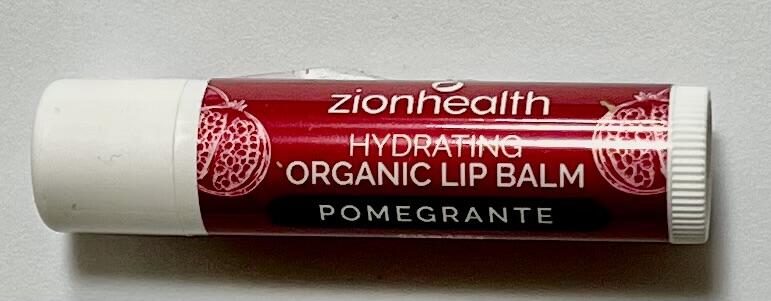 zionhealth
HYDRATING
ORGANIC LIP BALM
POMEGRANTE